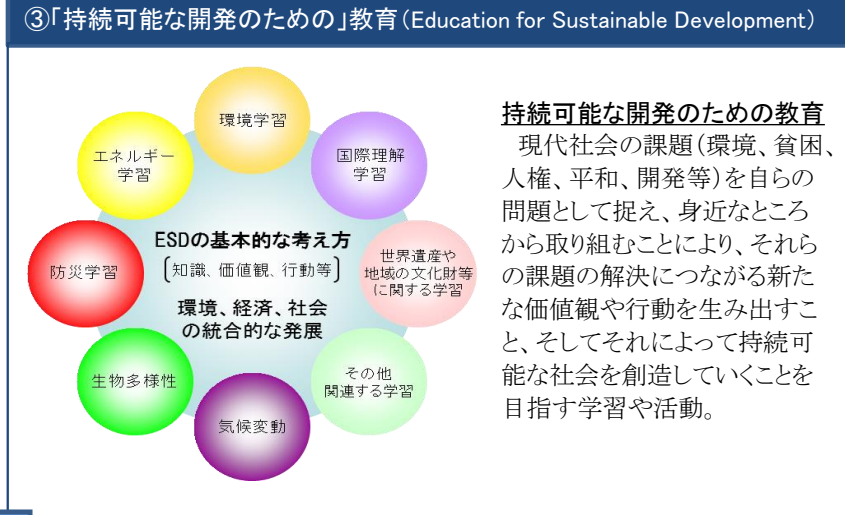 ③「持続可能な開発のための」教育(Education for Sustainable Development)
環境学習
エネルギー
学習
国際理解
学習
防災学習
ESDの基本的な考え方
[知識、価値観、行動等]
環境、経済、社会
の統合的な発展
世界遺産や
地域の文化財等
に関する学習
生物多様性
その他
関連する学習
気候変動
持続可能な開発のための教育
現代社会の課題(環境、貧困、
人権、平和、開発等)を自らの
問題として捉え、身近なところ
から取り組むことにより、それら
の課題の解決につながる新た
な価値観や行動を生み出すこ
と、そしてそれによって持続可
能な社会を創造していくことを
目指す学習や活動。